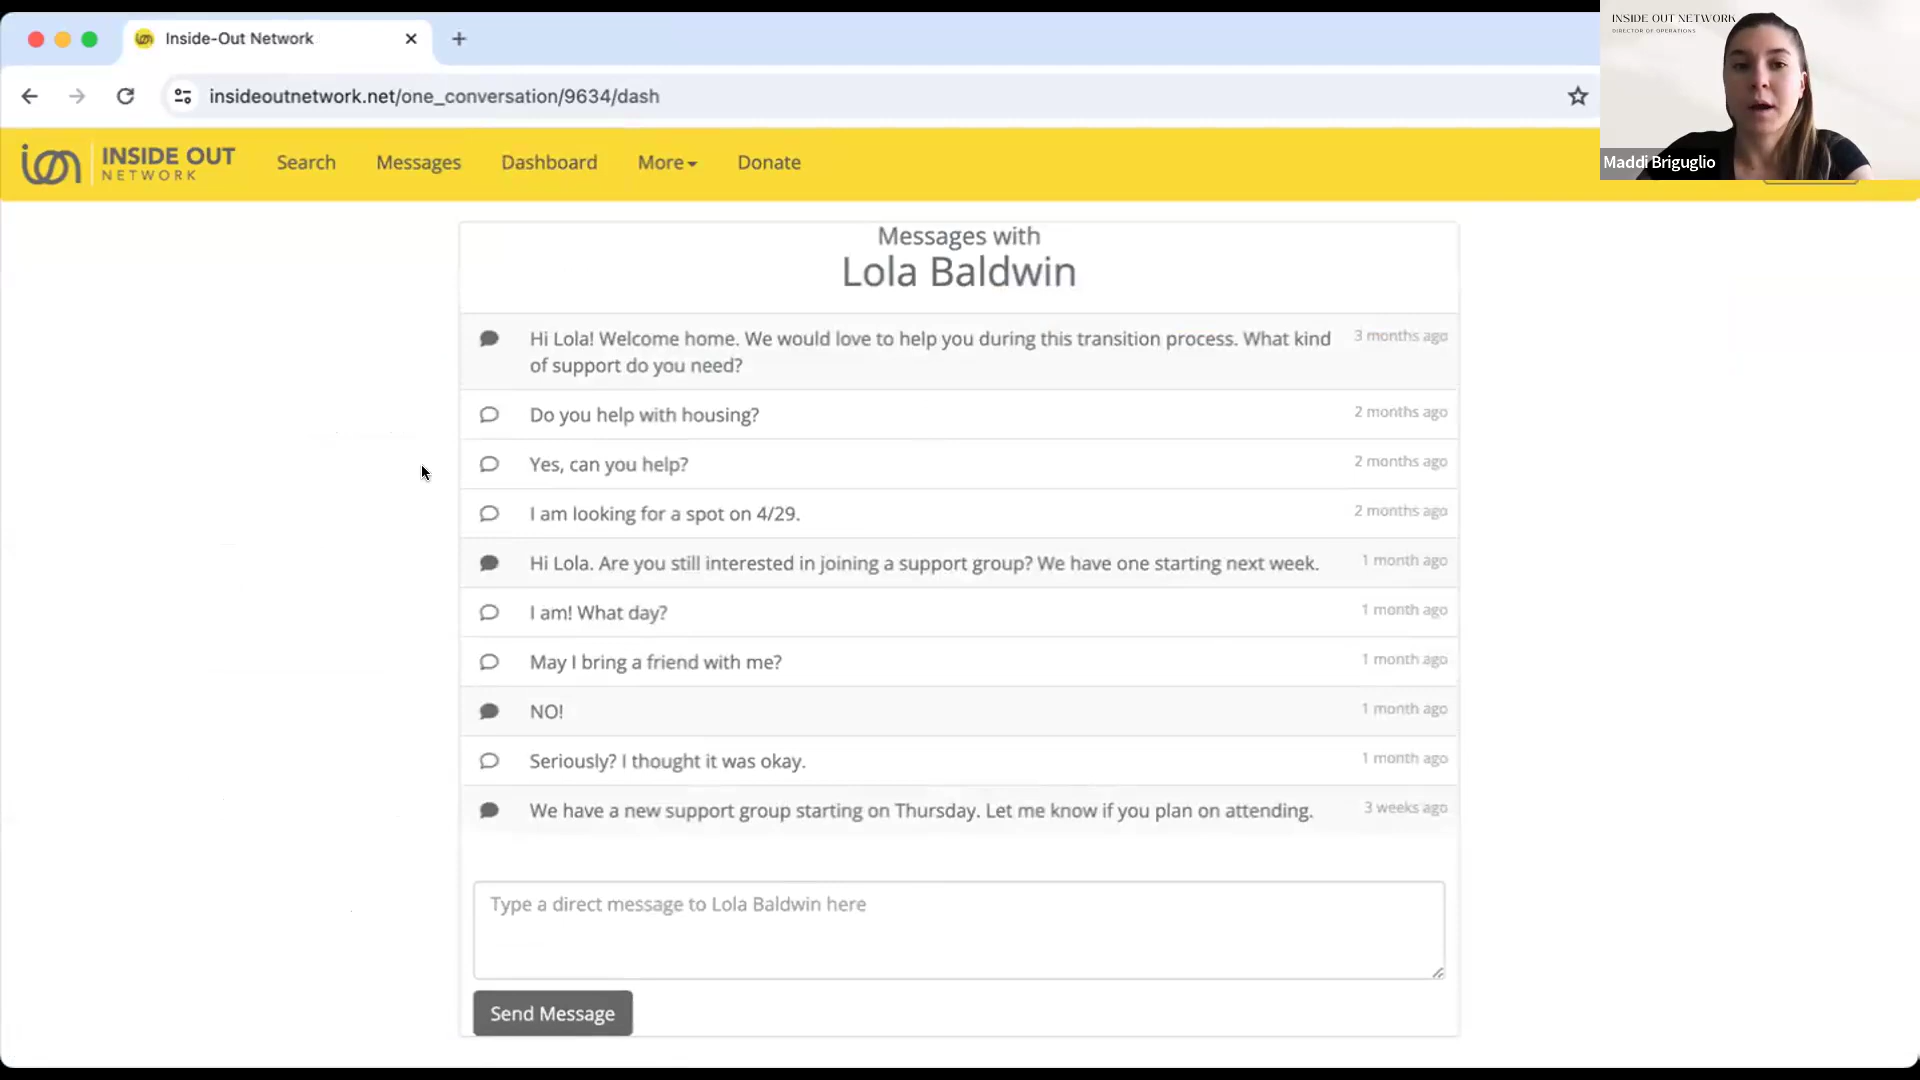 Inside-Out Network
insideoutnetwork.net/one_conversation/9634/dash
INSIDE OUT NETWORK
DIRECTOR OF OPERATIONS
Maddi Briguglio
ion
INSIDE OUT
NETWORK
Search
Messages
Dashboard
More
Donate
Messages with
Lola Baldwin
Hi Lola! Welcome home. We would love to help you during this transition process. What kind
3 months ago
of support do you need?
Do you help with housing?
2 months ago
Yes, can you help?
2 months ago
I am looking for a spot on 4/29.
2 months ago
Hi Lola. Are you still interested in joining a support group? We have one starting next week.
1 month ago
I am! What day?
1 month ago
May I bring a friend with me?
1 month ago
NO!
1 month ago
Seriously? I thought it was okay.
1 month ago
We have a new support group starting on Thursday. Let me know if you plan on attending.
3 weeks ago
Type a direct message to Lola Baldwin here
Send Message